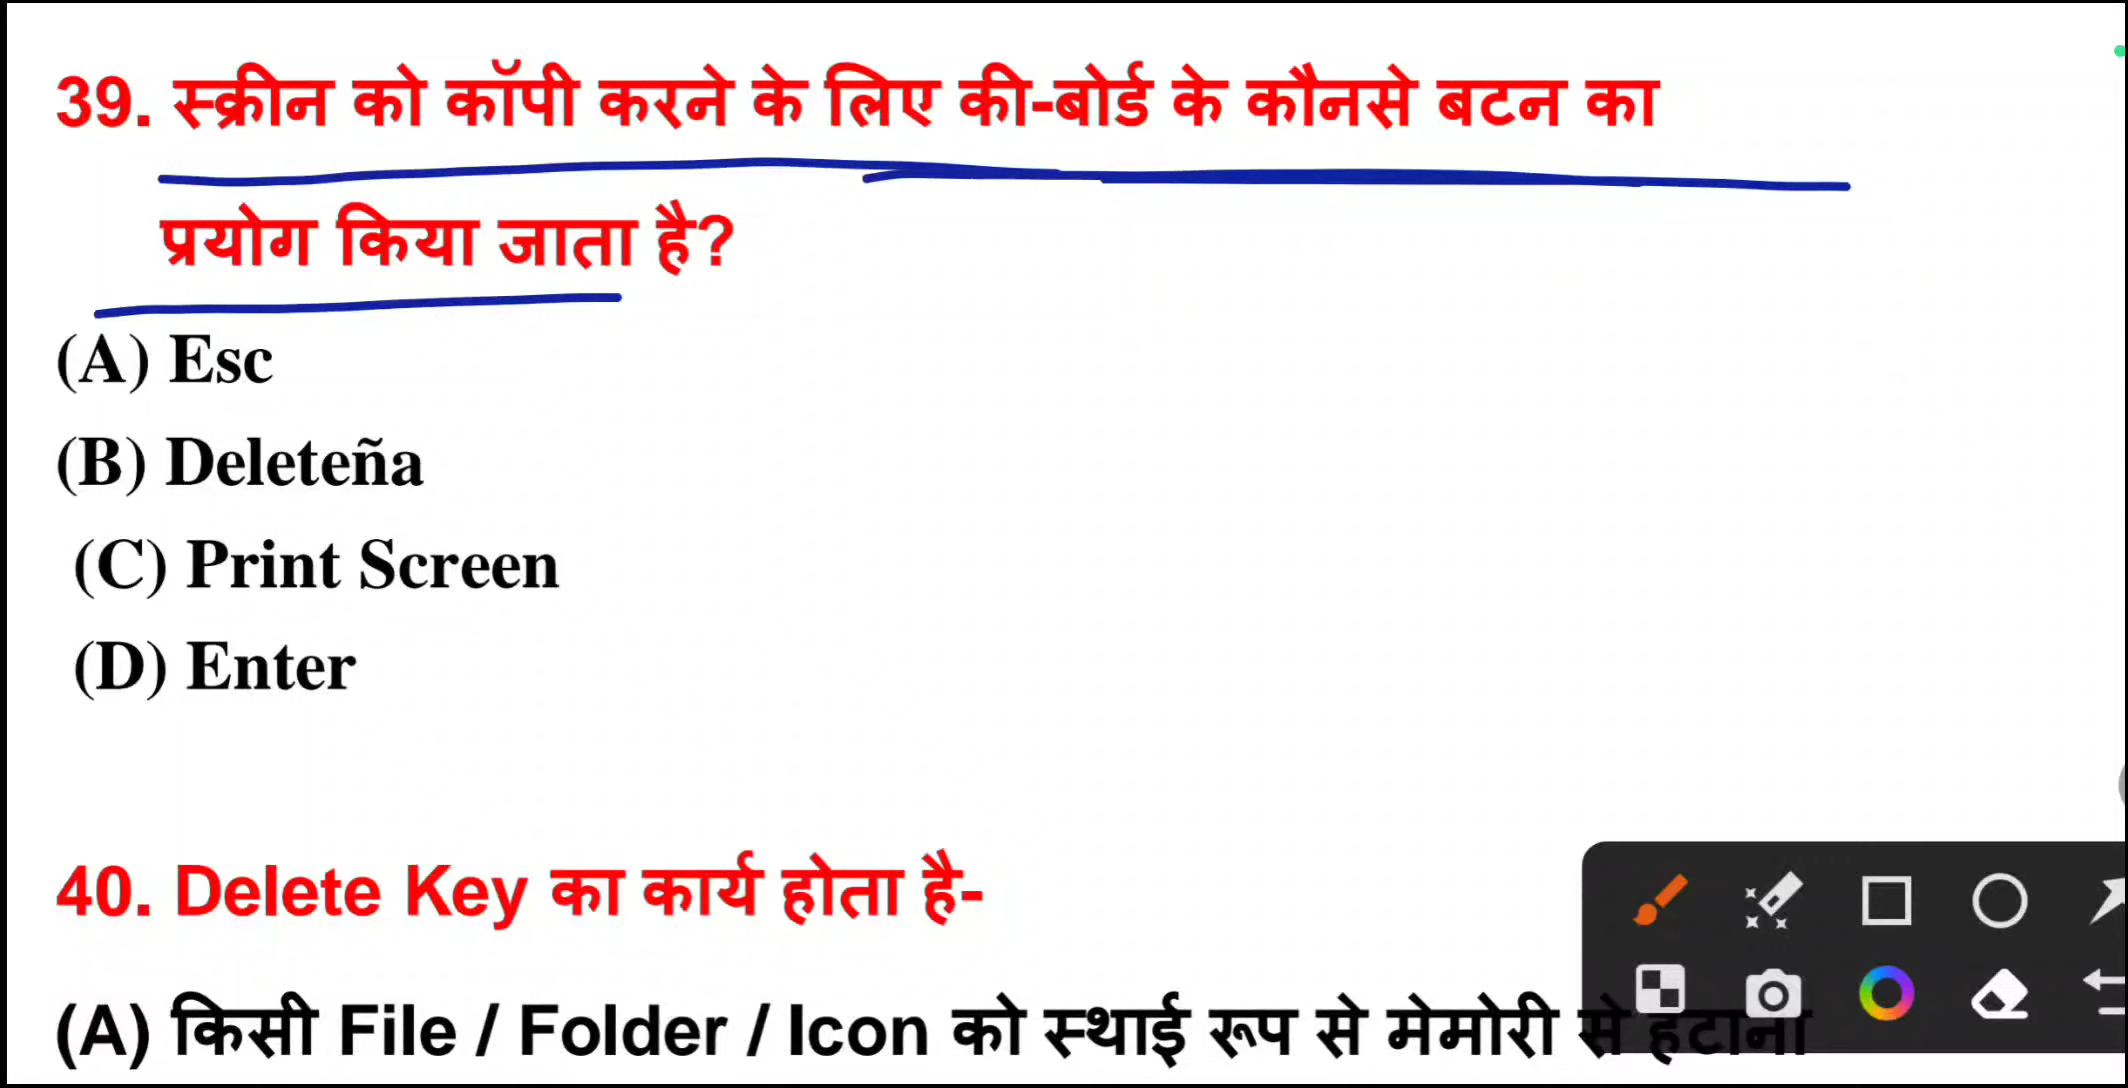 39. स्क्रीन को कॉपी करने के लिए की-बोर्ड के कौनसे बटन का
प्रयोग किया जाता है?
(A) Esc
(B) Deleteña
(C) Print Screen
(D) Enter
40. Delete Key का कार्य होता है-
(A) किसी File / Folder / Icon को स्थाई रूप से मेमोरी से हटाना